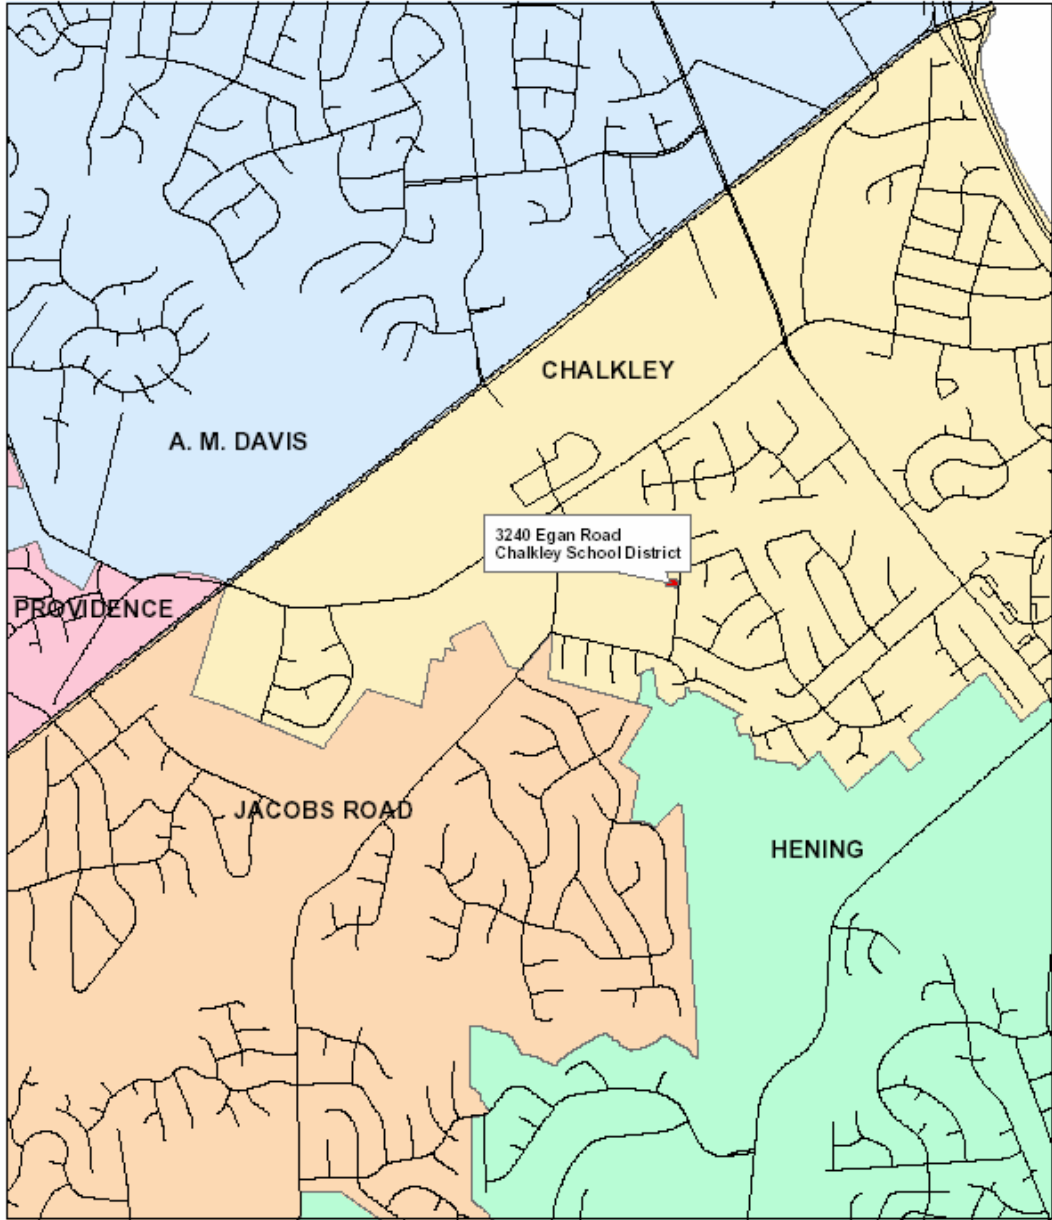 CHALKLEY
A. M. DAVIS
3240 Egan Road
Chalkley School District
PROVIDENCE
JACOBS ROAD
HENING